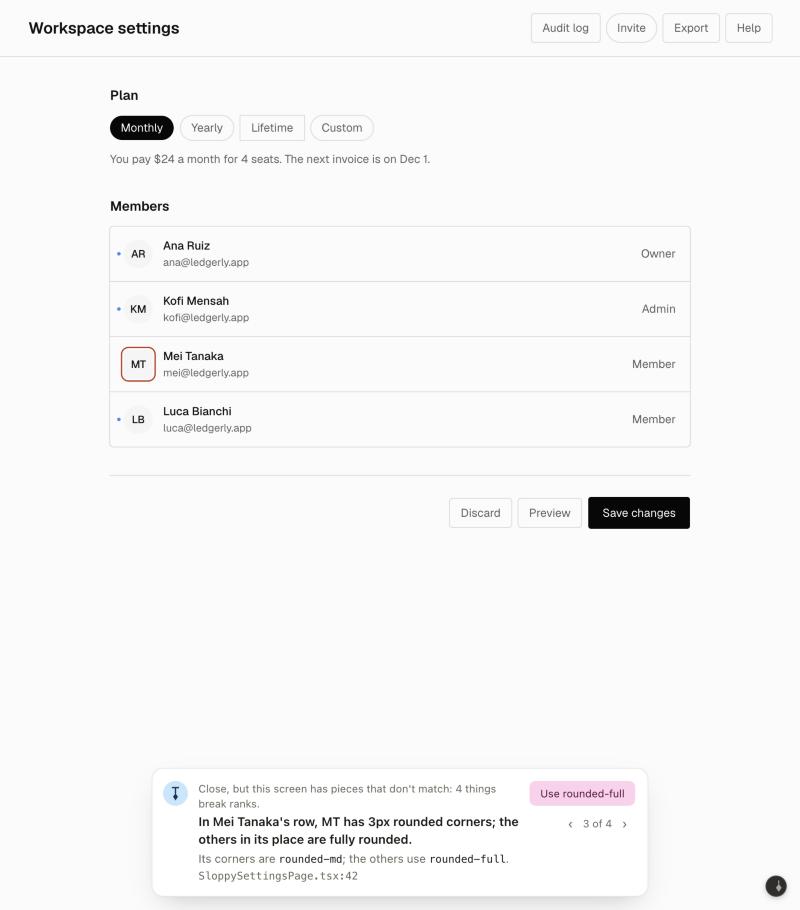 Workspace settings
Audit log
Invite
Export
Help
Plan
Monthly
Yearly
Lifetime
Custom
You pay $24 a month for 4 seats. The next invoice is on Dec 1.
Members
AR
Ana Ruiz
ana@ledgerly.app
Owner
KM
Kofi Mensah
kofi@ledgerly.app
Admin
MT
Mei Tanaka
mei@ledgerly.app
Member
LB
Luca Bianchi
luca@ledgerly.app
Member
Discard
Preview
Save changes
Close, but this screen has pieces that don't match: 4 things
break ranks.
In Mei Tanaka's row, MT has 3px rounded corners; the
others in its place are fully rounded.
Its corners are rounded-md; the others use rounded-full.
SloppySettingsPage.tsx:42
Use rounded-full
‹ 3 of 4 ›